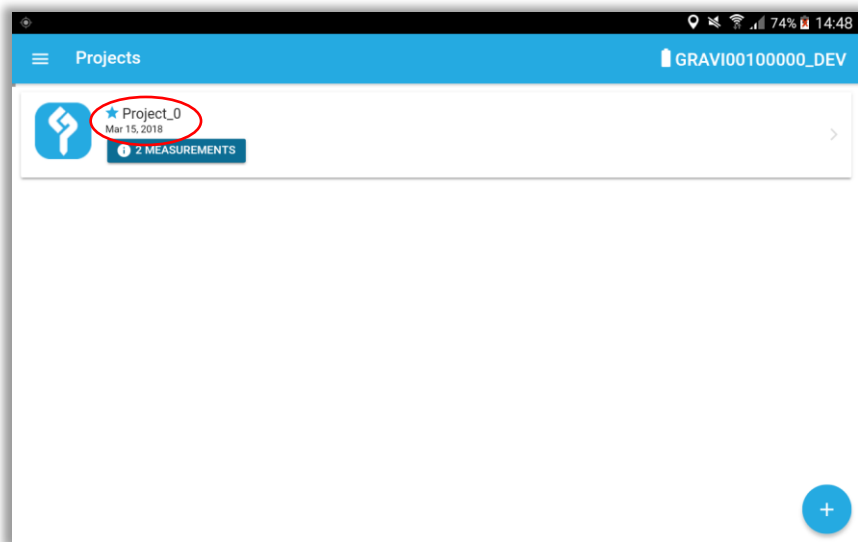 74% 14:48
Projects GRAVI00100000_DEV
Project_0
Mar 15, 2018
2 MEASUREMENTS